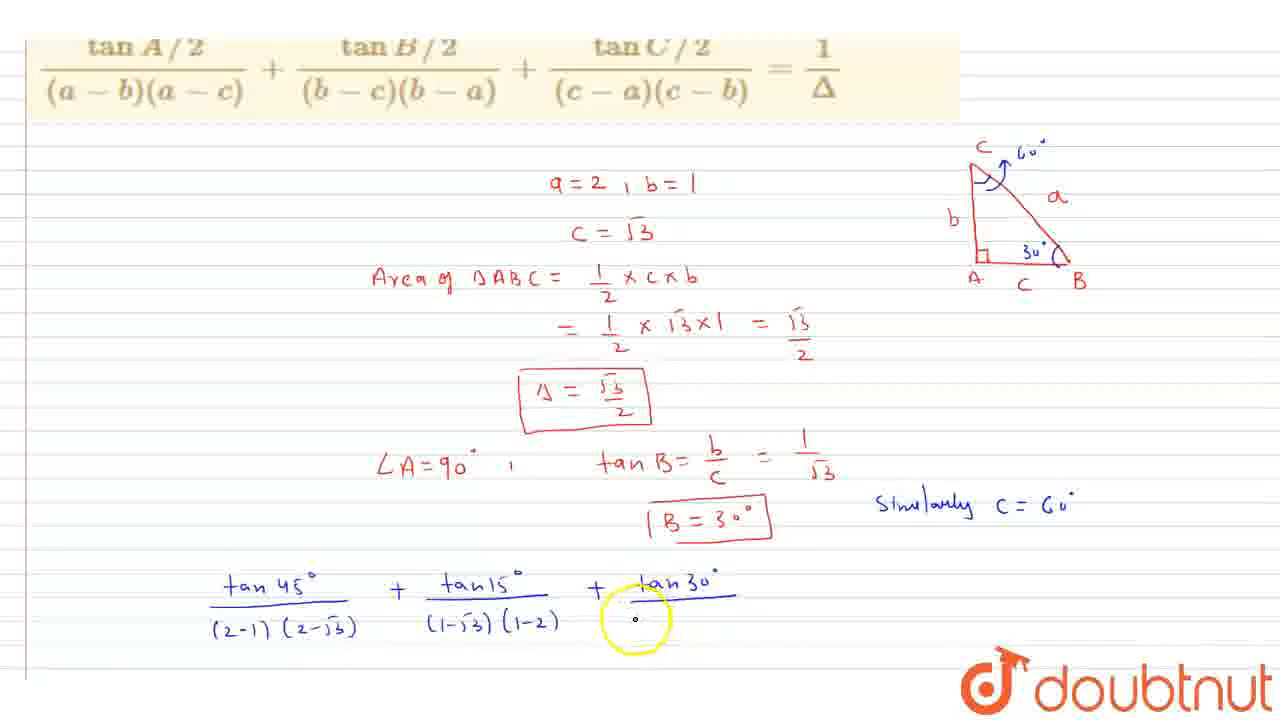 tan A/2 / (a − b)(a − c) + tan B/2 / (b − c)(b − a) + tan C/2 / (c − a)(c − b) = 1/Δ
C
60°
a
b
30°
A
C
B
a = 2 , b = 1
c = √3
Area of ΔABC = 1/2 × c × b
= 1/2 × √3 × 1 = √3/2
Δ = √3/2
∠A = 90° , tan B = b/c = 1/√3
B = 30°
Similarly C = 60°
tan 45° / (2-1) (2-√3) + tan 15° / (1-√3) (1-2) + tan 30°
doubtnut